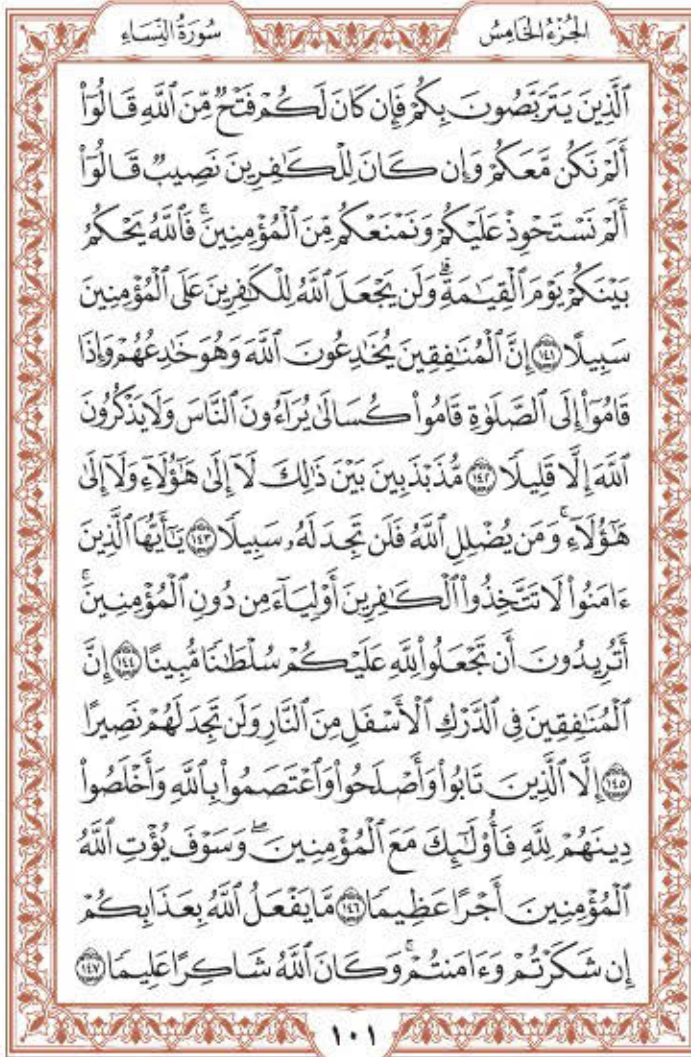 الجُزْءُ الخَامِسُ
سُورَةُ النِّسَاءِ
ٱلَّذِينَ يَتَرَبَّصُونَ بِكُمْ فَإِن كَانَ لَكُمْ فَتْحٌ مِّنَ ٱللَّهِ قَالُوٓا۟
أَلَمْ نَكُن مَّعَكُمْ وَإِن كَانَ لِلْكَٰفِرِينَ نَصِيبٌ قَالُوٓا۟
أَلَمْ نَسْتَحْوِذْ عَلَيْكُمْ وَنَمْنَعْكُم مِّنَ ٱلْمُؤْمِنِينَ ۚ فَٱللَّهُ يَحْكُمُ
بَيْنَكُمْ يَوْمَ ٱلْقِيَٰمَةِ ۗ وَلَن يَجْعَلَ ٱللَّهُ لِلْكَٰفِرِينَ عَلَى ٱلْمُؤْمِنِينَ
سَبِيلًا ١٤١ إِنَّ ٱلْمُنَٰفِقِينَ يُخَٰدِعُونَ ٱللَّهَ وَهُوَ خَٰدِعُهُمْ وَإِذَا
قَامُوٓا۟ إِلَى ٱلصَّلَوٰةِ قَامُوا۟ كُسَالَىٰ يُرَآءُونَ ٱلنَّاسَ وَلَا يَذْكُرُونَ
ٱللَّهَ إِلَّا قَلِيلًا ١٤٢ مُّذَبْذَبِينَ بَيْنَ ذَٰلِكَ لَآ إِلَىٰ هَٰٓؤُلَآءِ وَلَآ إِلَىٰ
هَٰٓؤُلَآءِ ۚ وَمَن يُضْلِلِ ٱللَّهُ فَلَن تَجِدَ لَهُۥ سَبِيلًا ١٤٣ يَٰٓأَيُّهَا ٱلَّذِينَ
ءَامَنُوا۟ لَا تَتَّخِذُوا۟ ٱلْكَٰفِرِينَ أَوْلِيَآءَ مِن دُونِ ٱلْمُؤْمِنِينَ ۚ
أَتُرِيدُونَ أَن تَجْعَلُوا۟ لِلَّهِ عَلَيْكُمْ سُلْطَٰنًا مُّبِينًا ١٤٤ إِنَّ
ٱلْمُنَٰفِقِينَ فِى ٱلدَّرْكِ ٱلْأَسْفَلِ مِنَ ٱلنَّارِ وَلَن تَجِدَ لَهُمْ نَصِيرًا
١٤٥ إِلَّا ٱلَّذِينَ تَابُوا۟ وَأَصْلَحُوا۟ وَٱعْتَصَمُوا۟ بِٱللَّهِ وَأَخْلَصُوا۟
دِينَهُمْ لِلَّهِ فَأُو۟لَٰٓئِكَ مَعَ ٱلْمُؤْمِنِينَ ۖ وَسَوْفَ يُؤْتِ ٱللَّهُ
ٱلْمُؤْمِنِينَ أَجْرًا عَظِيمًا ١٤٦ مَّا يَفْعَلُ ٱللَّهُ بِعَذَابِكُمْ
إِن شَكَرْتُمْ وَءَامَنتُمْ ۚ وَكَانَ ٱللَّهُ شَاكِرًا عَلِيمًا ١٤٧
١٠١